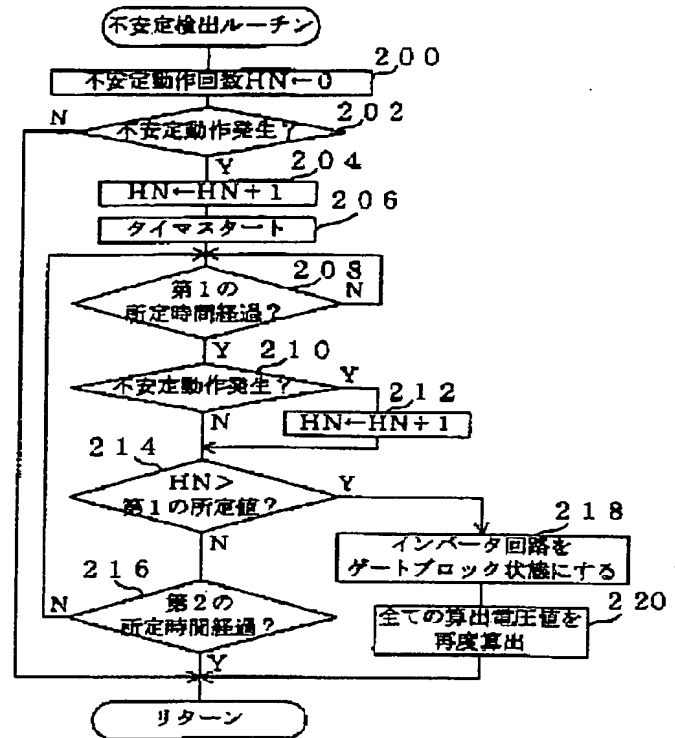 不安定検出ルーチン
２００
不安定動作回数HN←0
N
２０２
不安定動作発生？
Y
２０４
HN←HN+1
２０６
タイマスタート
２０８
第１の
所定時間経過？
N
Y
２１０
不安定動作発生？
Y
２１２
N
HN←HN+1
２１４
HN＞
第１の所定値？
Y
２１８
インバータ回路を
ゲートブロック状態にする
N
２１６
第２の
所定時間経過？
N
２２０
全ての算出電圧値を
再度算出
Y
リターン